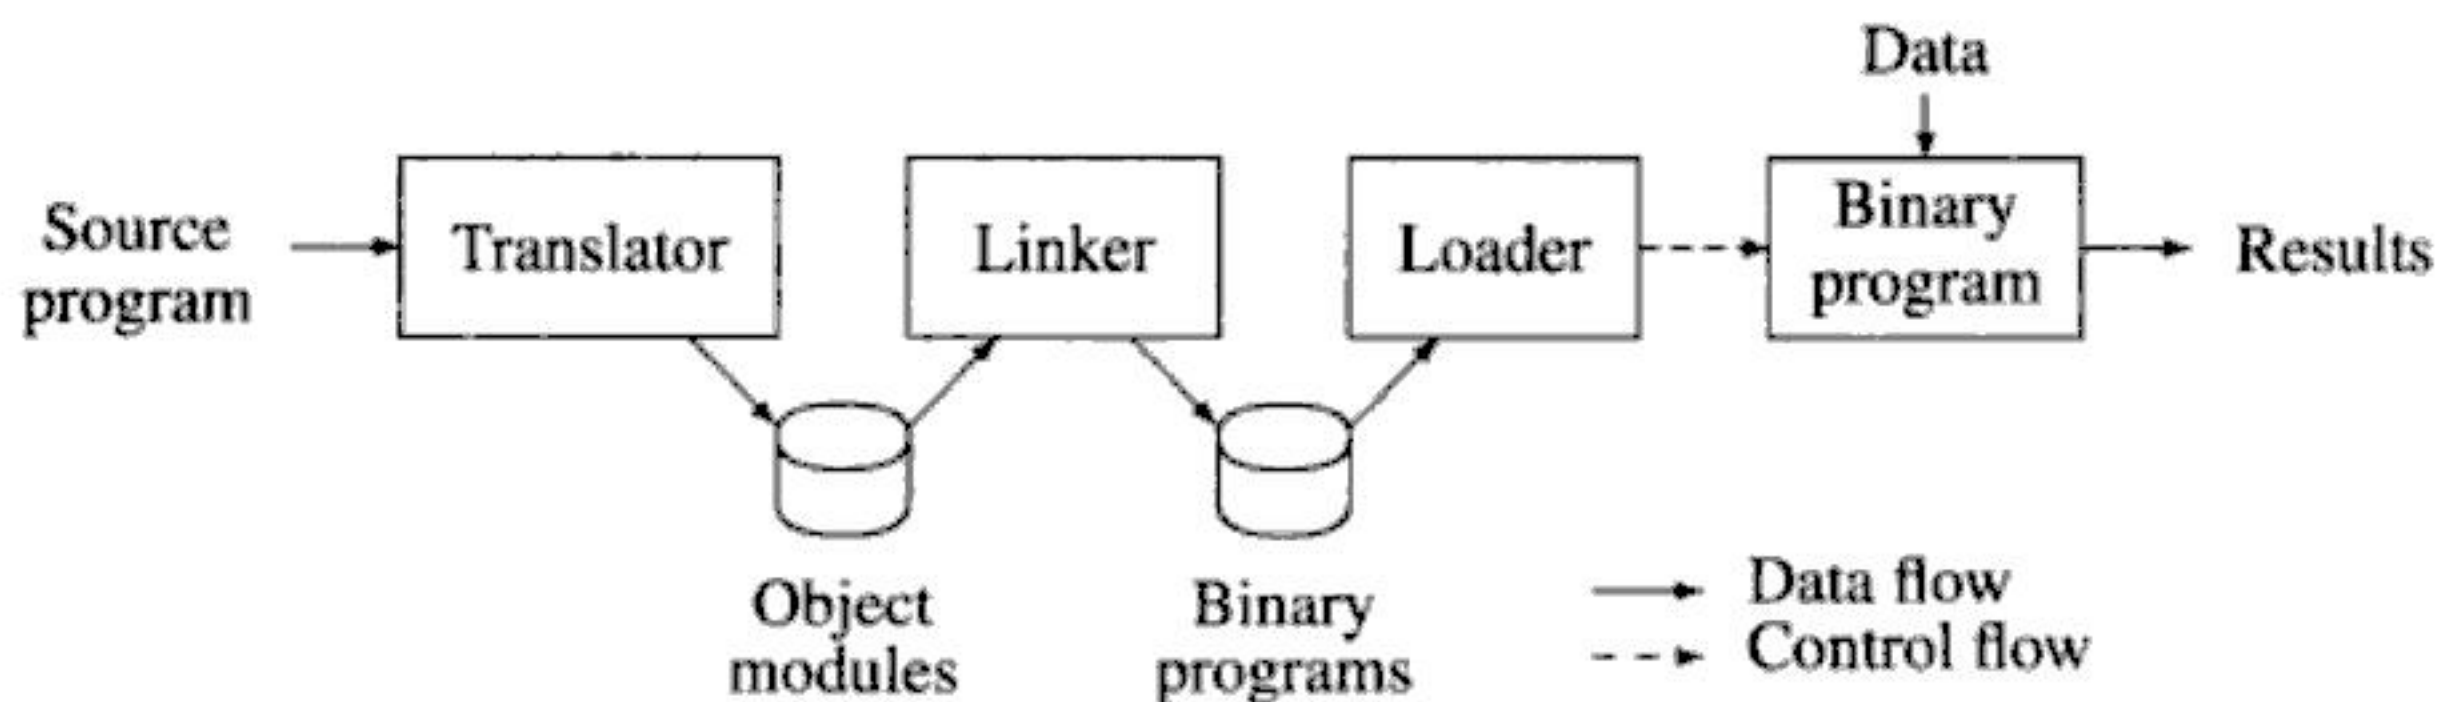 Data
Source
program
Translator
Linker
Loader
Binary
program
Results
Object
modules
Binary
programs
Data flow
Control flow